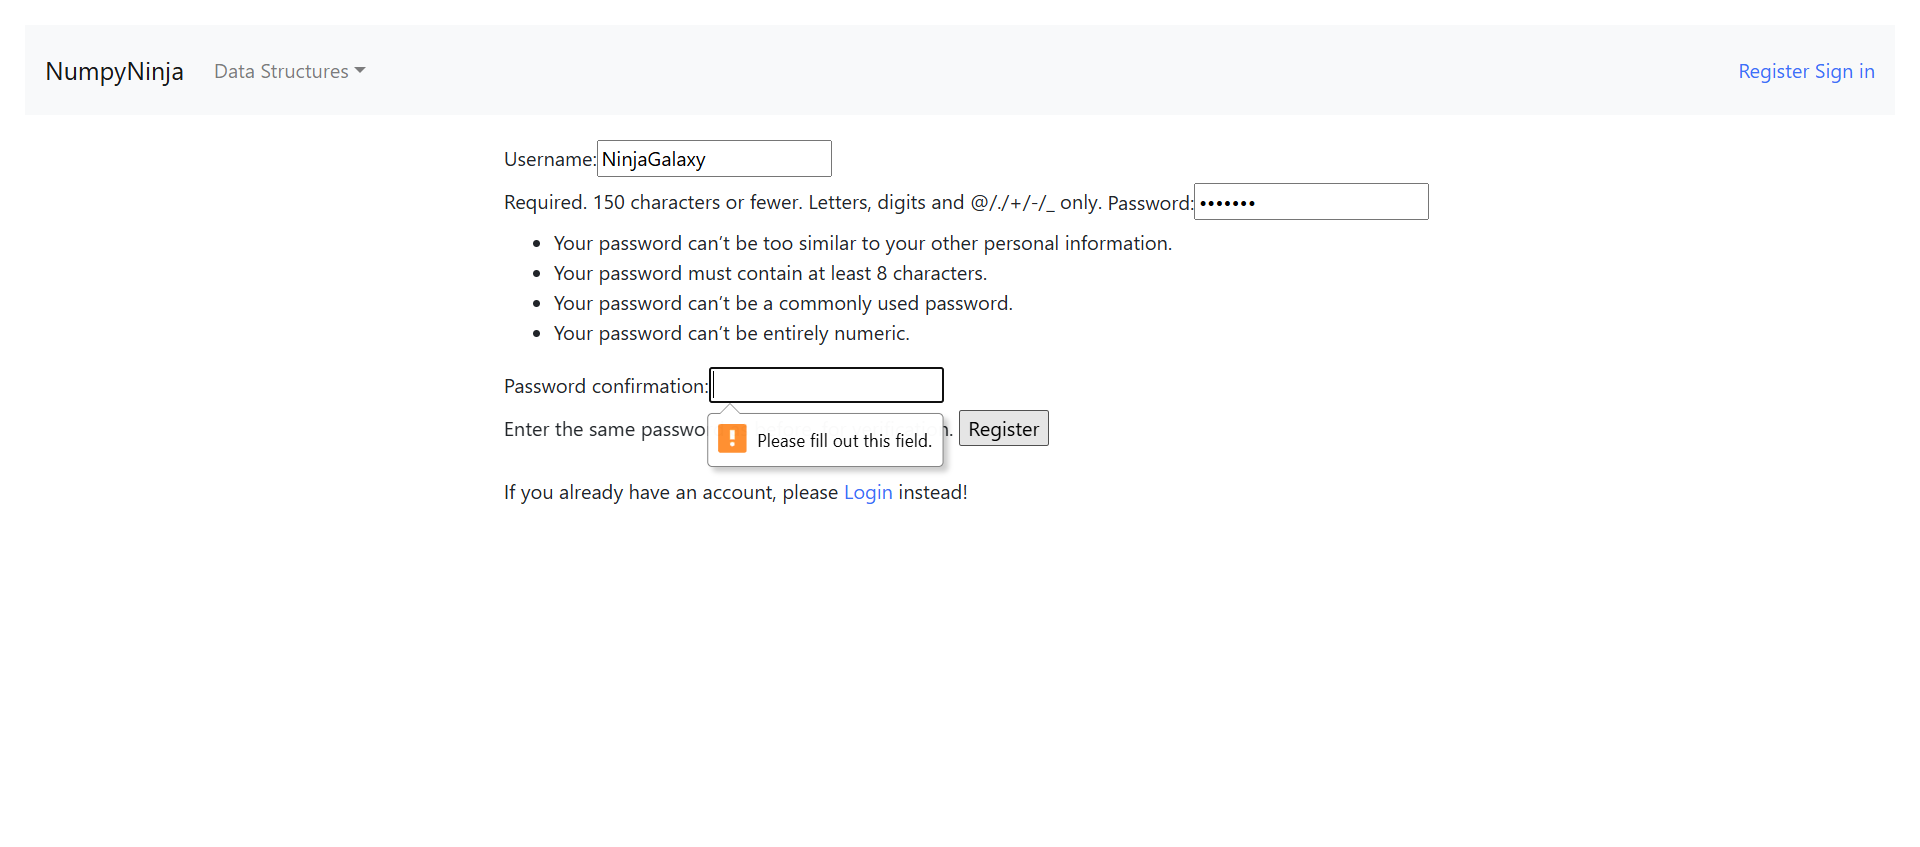 NumpyNinja Data Structures Register Sign in
Username: NinjaGalaxy
Required. 150 characters or fewer. Letters, digits and @/./+/-/_ only. Password: •••••••
• Your password can’t be too similar to your other personal information.
• Your password must contain at least 8 characters.
• Your password can’t be a commonly used password.
• Your password can’t be entirely numeric.
Password confirmation:
Enter the same Register
Please fill out this field.
If you already have an account, please Login instead!